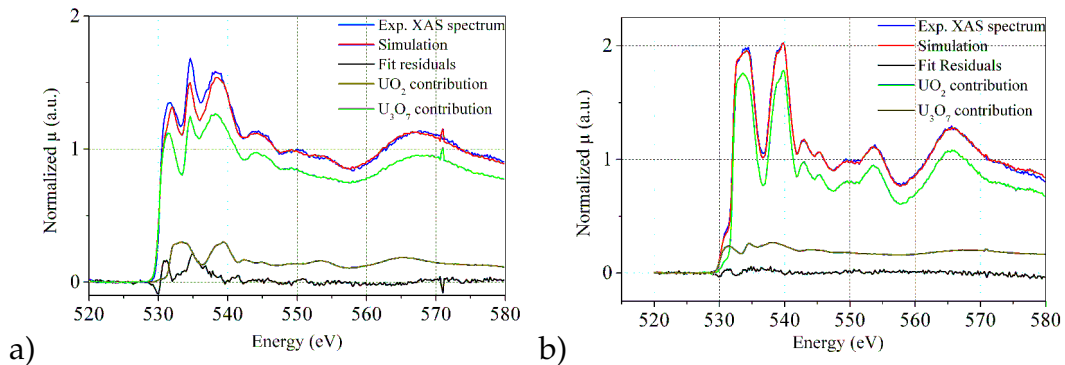 2
1
0
Normalized μ (a.u.)
520 530 540 550 560 570 580
Energy (eV)
Exp. XAS spectrum
Simulation
Fit residuals
UO2 contribution
U3O7 contribution
a)
2
1
0
Normalized μ (a.u.)
520 530 540 550 560 570 580
Energy (eV)
Exp. XAS spectrum
Simulation
Fit Residuals
UO2 contribution
U3O7 contribution
b)